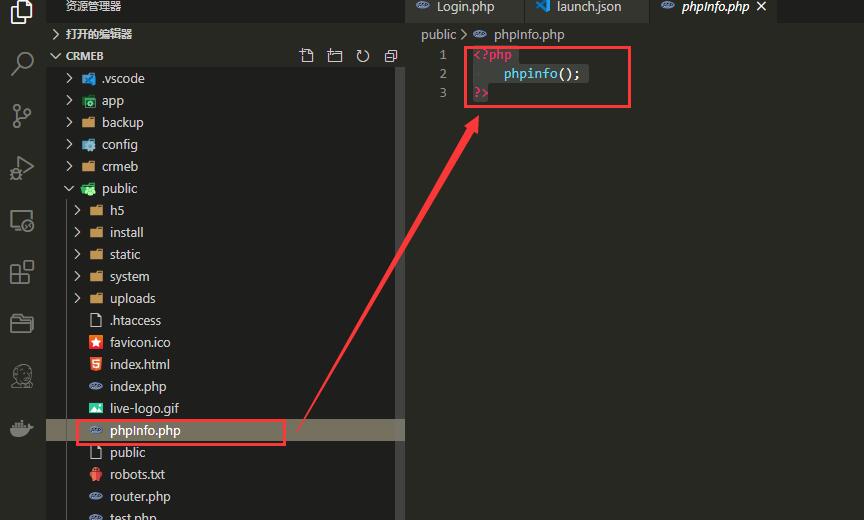 资源管理器
打开的编辑器
CRMEB
.vscode
app
backup
config
crmeb
public
h5
install
static
system
uploads
.htaccess
favicon.ico
index.html
index.php
live-logo.gif
phpInfo.php
public
robots.txt
router.php
test.php
Login.php
launch.json
phpInfo.php
public > phpInfo.php
1 <?php
2 phpinfo();
3 ?>